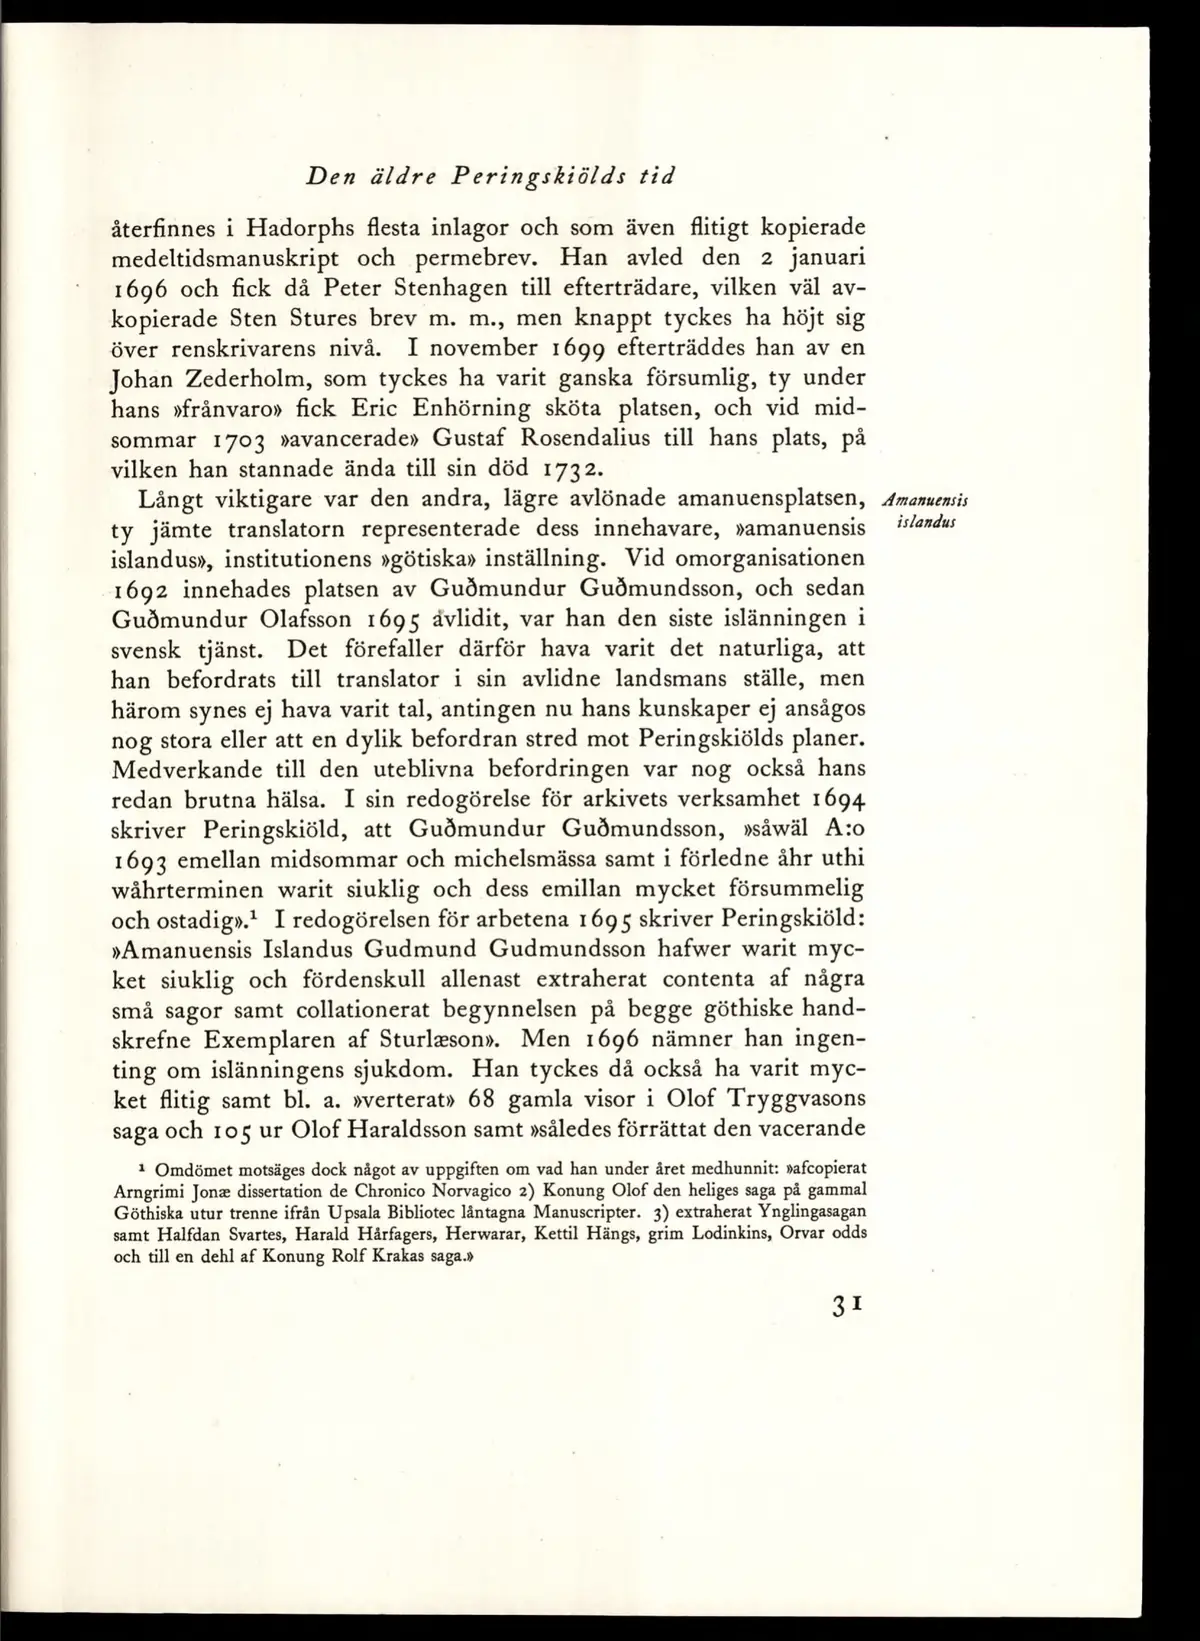 Den äldre Peringskiölds tid
återfinnes i Hadorphs flesta inlagor och som även flitigt kopierade
medeltidsmanuskript och permebrev. Han avled den 2 januari
1696 och fick då Peter Stenhagen till efterträdare, vilken väl av-
kopierade Sten Stures brev m. m., men knappt tyckes ha höjt sig
över renskrivarens nivå. I november 1699 efterträddes han av en
Johan Zederholm, som tyckes ha varit ganska försumlig, ty under
hans »frånvaro» fick Eric Enhörning sköta platsen, och vid mid-
sommar 1703 »avancerade» Gustaf Rosendalius till hans plats, på
vilken han stannade ända till sin död 1732.
Långt viktigare var den andra, lägre avlönade amanuensplatsen,
ty jämte translatorn representerade dess innehavare, »amanuensis
islandus», institutionens »götiska» inställning. Vid omorganisationen
1692 innehades platsen av Guðmundur Guðmundsson, och sedan
Guðmundur Olafsson 1695 avlidit, var han den siste islänningen i
svensk tjänst. Det förefaller därför hava varit det naturliga, att
han befordrats till translator i sin avlidne landsmans ställe, men
härom synes ej hava varit tal, antingen nu hans kunskaper ej ansågos
nog stora eller att en dylik befordran stred mot Peringskiölds planer.
Medverkande till den uteblivna befordringen var nog också hans
redan brutna hälsa. I sin redogörelse för arkivets verksamhet 1694
skriver Peringskiöld, att Guðmundur Guðmundsson, »såwäl A:o
1693 emellan midsommar och michelsmässa samt i förledne åhr uthi
wåhrterminen warit siuklig och dess emillan mycket försummelig
och ostadig».¹ I redogörelsen för arbetena 1695 skriver Peringskiöld:
»Amanuensis Islandus Gudmund Gudmundsson hafwer warit myc-
ket siuklig och fördenskull allenast extraherat contenta af några
små sagor samt collationerat begynnelsen på begge göthiske hand-
skrefne Exemplaren af Sturlæson». Men 1696 nämner han ingen-
ting om islänningens sjukdom. Han tyckes då också ha varit myc-
ket flitig samt bl. a. »verterat» 68 gamla visor i Olof Tryggvasons
saga och 105 ur Olof Haraldsson samt »således förrättat den vacerande
Amanuensis
islandus
¹ Omdömet motsäges dock något av uppgiften om vad han under året medhunnit: »afcopierat
Arngrimi Jonæ dissertation de Chronico Norvagico 2) Konung Olof den heliges saga på gammal
Göthiska utur trenne ifrån Upsala Bibliotec låntagna Manuscripter. 3) extraherat Ynglingasagan
samt Halfdan Svartes, Harald Hårfagers, Herwarar, Kettil Hängs, grim Lodinkins, Orvar odds
och till en dehl af Konung Rolf Krakas saga.»
31